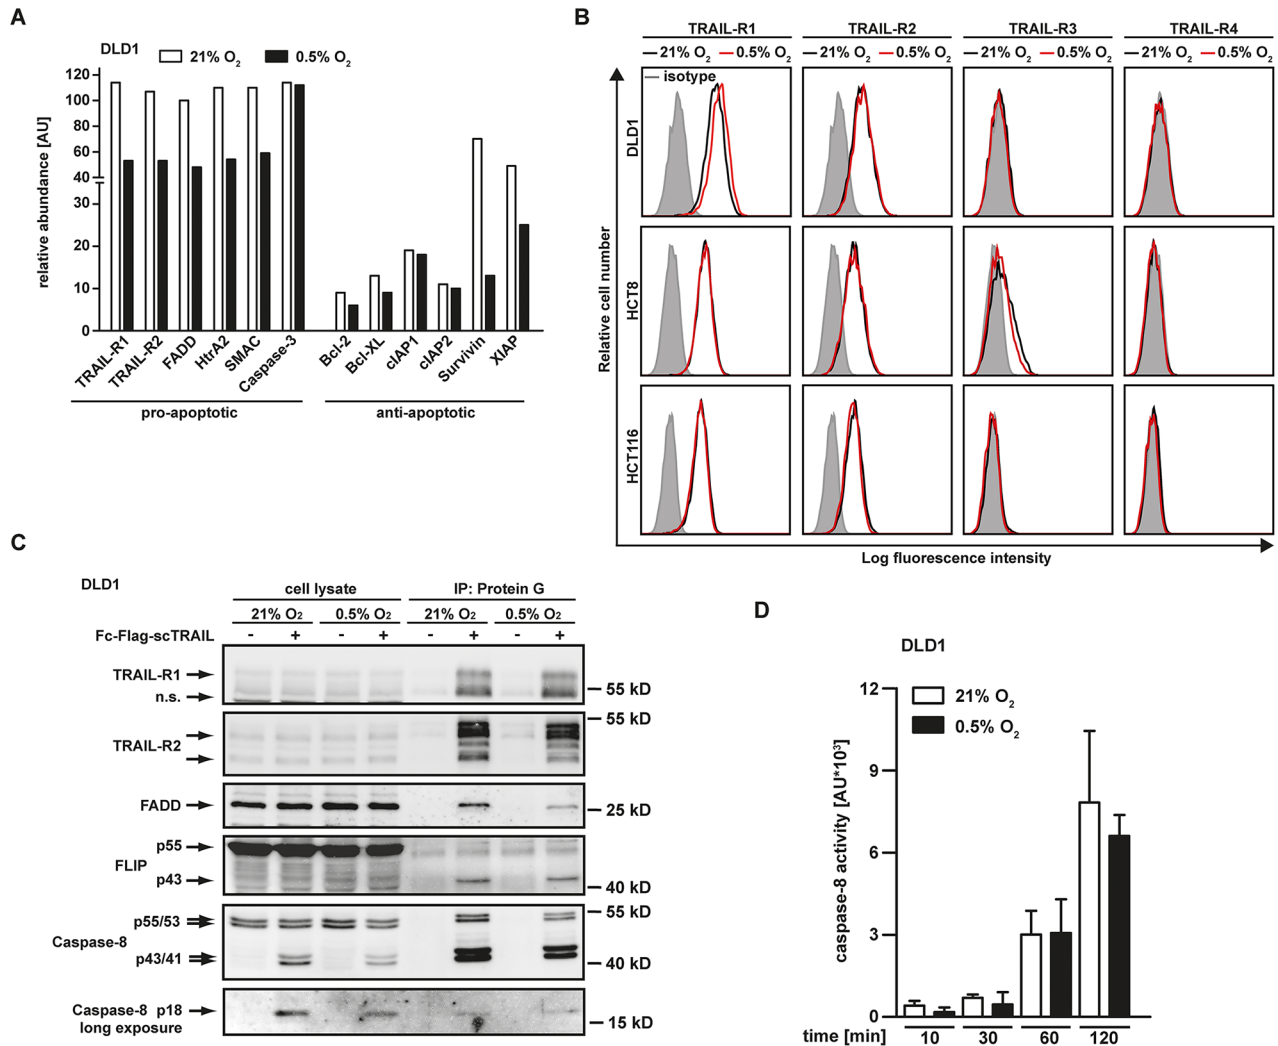 A
DLD1
21% O2
0.5% O2
relative abundance [AU]
120
100
80
60
40
30
20
10
0
TRAIL-R1
TRAIL-R2
FADD
HtrA2
SMAC
Caspase-3
Bcl-2
Bcl-XL
cIAP1
cIAP2
Survivin
XIAP
pro-apoptotic
anti-apoptotic
B
TRAIL-R1
TRAIL-R2
TRAIL-R3
TRAIL-R4
21% O2 0.5% O2
21% O2 0.5% O2
21% O2 0.5% O2
21% O2 0.5% O2
isotype
Relative cell number
DLD1
HCT8
HCT116
Log fluorescence intensity
C
DLD1
cell lysate
IP: Protein G
21% O2
0.5% O2
21% O2
0.5% O2
Fc-Flag-scTRAIL - + - + - + - +
TRAIL-R1
n.s.
55 kD
TRAIL-R2
55 kD
FADD
25 kD
p55
FLIP
p43
40 kD
p55/53
55 kD
Caspase-8
p43/41
40 kD
Caspase-8 p18
long exposure
15 kD
D
DLD1
21% O2
0.5% O2
caspase-8 activity [AU*10³]
12
9
6
3
0
time [min]
10
30
60
120